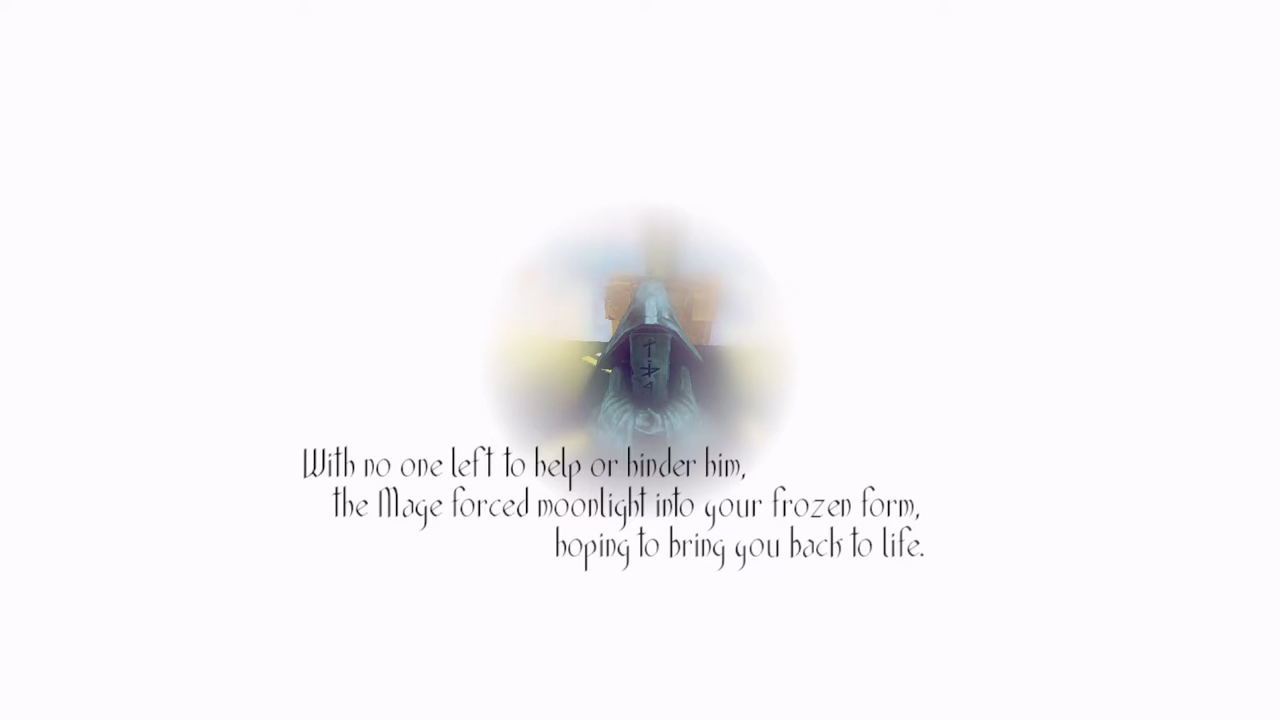 With no one left to help or hinder him,
the Mage forced moonlight into your frozen form,
hoping to bring you back to life.